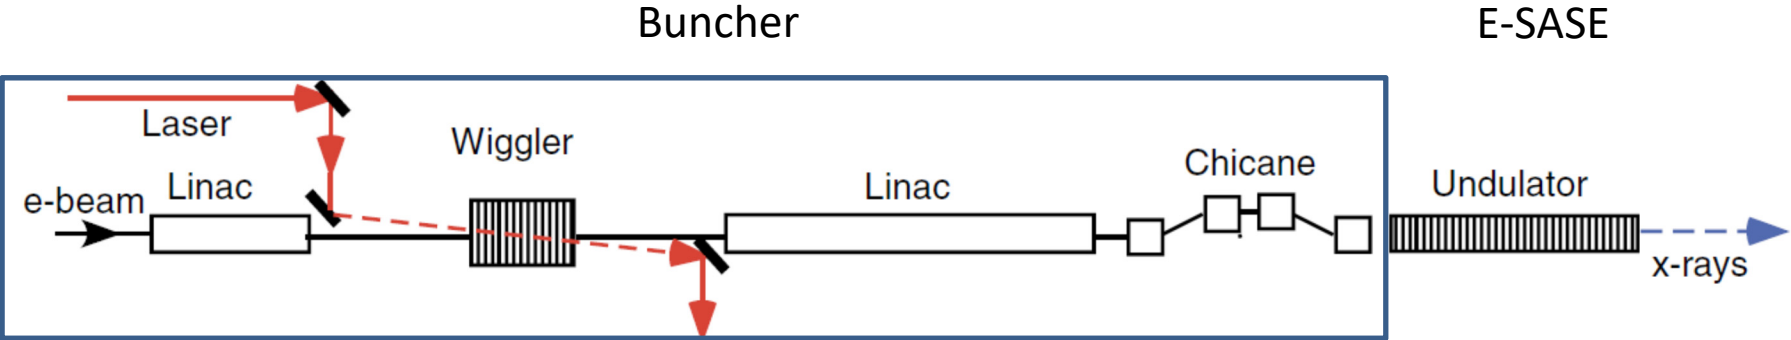 Buncher
E-SASE
Laser
Wiggler
e-beam
Linac
Linac
Chicane
Undulator
x-rays